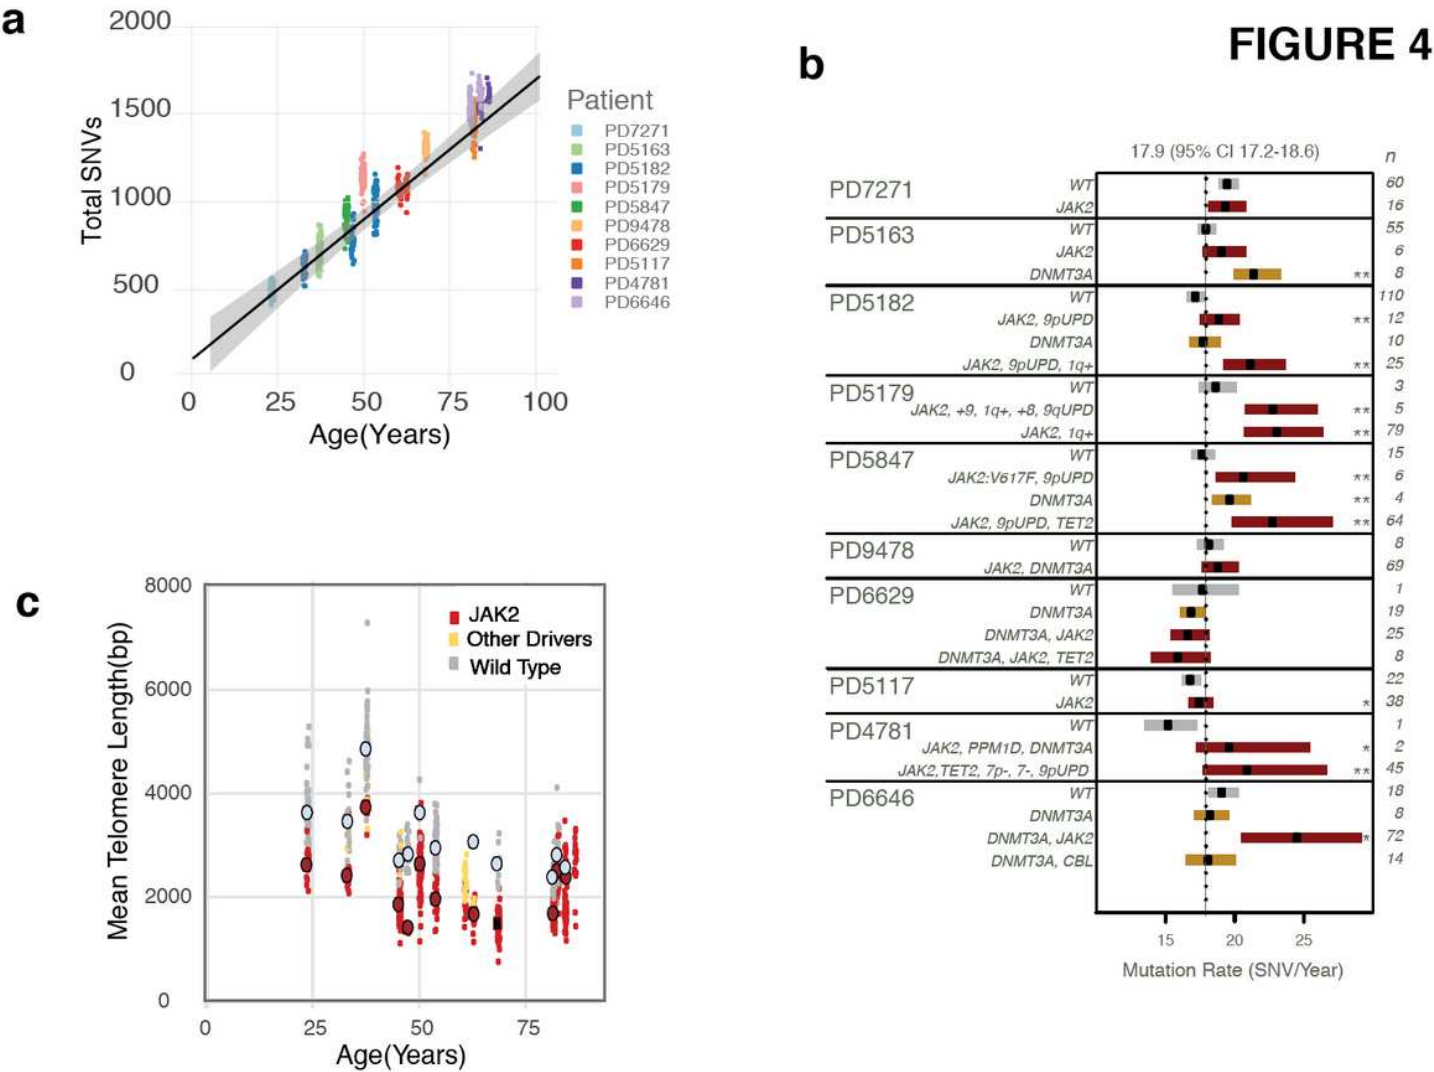 FIGURE 4
a
2000
1500
1000
500
0
Total SNVs
0 25 50 75 100
Age(Years)
Patient
PD7271
PD5163
PD5182
PD5179
PD5847
PD9478
PD6629
PD5117
PD4781
PD6646
b
17.9 (95% CI 17.2-18.6) n
PD7271 WT 60
JAK2 16
PD5163 WT 55
JAK2 6
DNMT3A ** 8
PD5182 WT 110
JAK2, 9pUPD ** 12
DNMT3A 10
JAK2, 9pUPD, 1q+ ** 25
PD5179 WT 3
JAK2, +9, 1q+, +8, 9qUPD ** 5
JAK2, 1q+ ** 79
PD5847 WT 15
JAK2:V617F, 9pUPD ** 6
DNMT3A ** 4
JAK2, 9pUPD, TET2 ** 64
PD9478 WT 8
JAK2, DNMT3A 69
PD6629 WT 1
DNMT3A 19
DNMT3A, JAK2 25
DNMT3A, JAK2, TET2 8
PD5117 WT 22
JAK2 * 38
PD4781 WT 1
JAK2, PPM1D, DNMT3A * 2
JAK2,TET2, 7p-, 7-, 9pUPD ** 45
PD6646 WT 18
DNMT3A 8
DNMT3A, JAK2 * 72
DNMT3A, CBL 14
15 20 25
Mutation Rate (SNV/Year)
c
8000
6000
4000
2000
0
Mean Telomere Length(bp)
JAK2
Other Drivers
Wild Type
0 25 50 75
Age(Years)